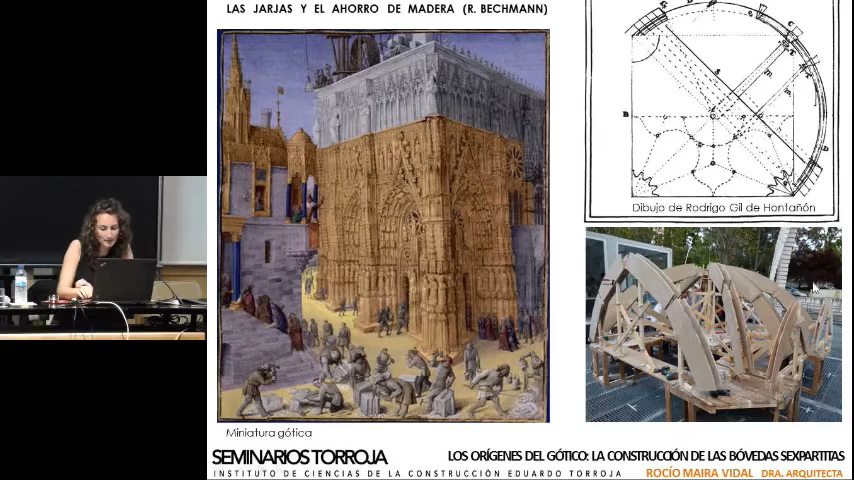 LAS JARJAS Y EL AHORRO DE MADERA (R. BECHMANN)
Dibujo de Rodrigo Gil de Hontañón
Miniatura gótica
SEMINARIOS TORROJA
INSTITUTO DE CIENCIAS DE LA CONSTRUCCIÓN EDUARDO TORROJA
LOS ORÍGENES DEL GÓTICO: LA CONSTRUCCIÓN DE LAS BÓVEDAS SEXPARTITAS
ROCÍO MAIRA VIDAL DRA. ARQUITECTA